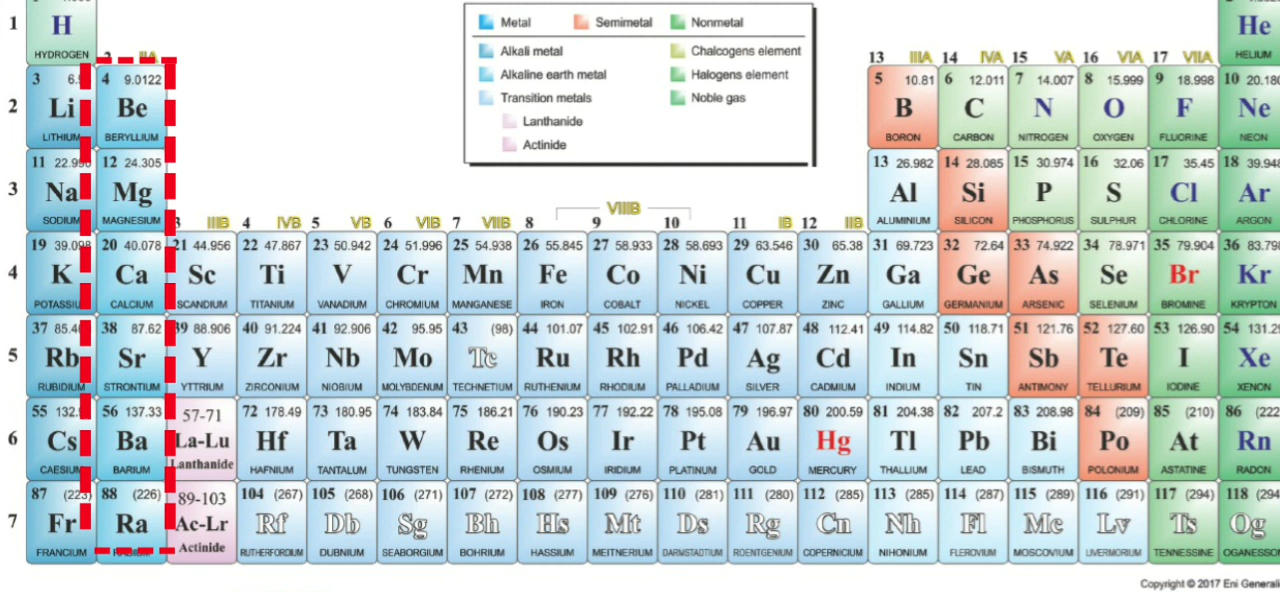 1
H
He
HYDROGEN
HELIUM
Metal Semimetal Nonmetal
Alkali metal Chalcogens element
Alkaline earth metal Halogens element
Transition metals Noble gas
Lanthanide
Actinide
2 IIA 13 IIIA 14 IVA 15 VA 16 VIA 17 VIIA
3 4 9.0122 5 10.81 6 12.011 7 14.007 8 15.999 9 18.998 10 20.180
2 Li Be B C N O F Ne
LITHIUM BERYLLIUM BORON CARBON NITROGEN OXYGEN FLUORINE NEON
11 12 24.305 13 26.982 14 28.085 15 30.974 16 32.06 17 35.45 18 39.948
3 Na Mg Al Si P S Cl Ar
SODIUM MAGNESIUM ALUMINIUM SILICON PHOSPHORUS SULPHUR CHLORINE ARGON
VIIIB
3 IIIB 4 IVB 5 VB 6 VIB 7 VIIB 8 9 10 11 IB 12 IIB
19 39.098 20 40.078 21 44.956 22 47.867 23 50.942 24 51.996 25 54.938 26 55.845 27 58.933 28 58.693 29 63.546 30 65.38 31 69.723 32 72.64 33 74.922 34 78.971 35 79.904 36 83.798
4 K Ca Sc Ti V Cr Mn Fe Co Ni Cu Zn Ga Ge As Se Br Kr
POTASSIU CALCIUM SCANDIUM TITANIUM VANADIUM CHROMIUM MANGANESE IRON COBALT NICKEL COPPER ZINC GALLIUM GERMANIUM ARSENIC SELENIUM BROMINE KRYPTON
37 38 87.62 39 88.906 40 91.224 41 92.906 42 95.95 43 (98) 44 101.07 45 102.91 46 106.42 47 107.87 48 112.41 49 114.82 50 118.71 51 121.76 52 127.60 53 126.90 54 131.29
5 Rb Sr Y Zr Nb Mo Tc Ru Rh Pd Ag Cd In Sn Sb Te I Xe
RUBIDIUM STRONTIUM YTTRIUM ZIRCONIUM NIOBIUM MOLYBDENUM TECHNETIUM RUTHENIUM RHODIUM PALLADIUM SILVER CADMIUM INDIUM TIN ANTIMONY TELLURIUM IODINE XENON
55 56 137.33 57-71 72 178.49 73 180.95 74 183.84 75 186.21 76 190.23 77 192.22 78 195.08 79 196.97 80 200.59 81 204.38 82 207.2 83 208.98 84 (209) 85 (210) 86 (222
6 Cs Ba La-Lu Hf Ta W Re Os Ir Pt Au Hg Tl Pb Bi Po At Rn
CAESIUM BARIUM Lanthanide HAFNIUM TANTALUM TUNGSTEN RHENIUM OSMIUM IRIDIUM PLATINUM GOLD MERCURY THALLIUM LEAD BISMUTH POLONIUM ASTATINE RADON
87 (223) 88 (226) 89-103 104 (267) 105 (268) 106 (271) 107 (272) 108 (277) 109 (276) 110 (281) 111 (280) 112 (285) 113 (285) 114 (287) 115 (289) 116 (291) 117 (294) 118 (294
7 Fr Ra Ac-Lr Rf Db Sg Bh Hs Mt Ds Rg Cn Nh Fl Mc Lv Ts Og
FRANCIUM Actinide RUTHERFORDIUM DUBNIUM SEABORGIUM BOHRIUM HASSIUM MEITNERIUM DARMSTADTIUM ROENTGENIUM COPERNICIUM NIHONIUM FLEROVIUM MOSCOVIUM LIVERMORIUM TENNESSINE OGANESSON
Copyright © 2017 Eni Generali